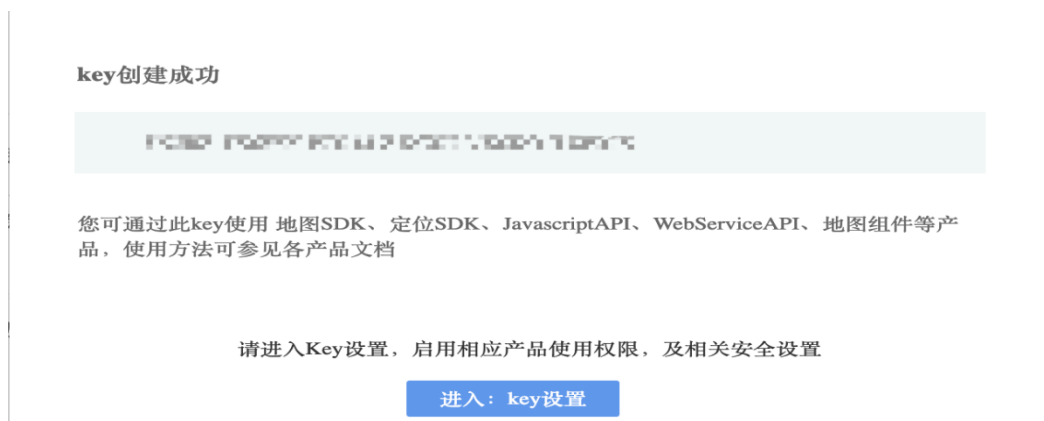 key创建成功
您可通过此key使用 地图SDK、定位SDK、JavascriptAPI、WebServiceAPI、地图组件等产
品，使用方法可参见各产品文档
请进入Key设置，启用相应产品使用权限，及相关安全设置
进入：key设置